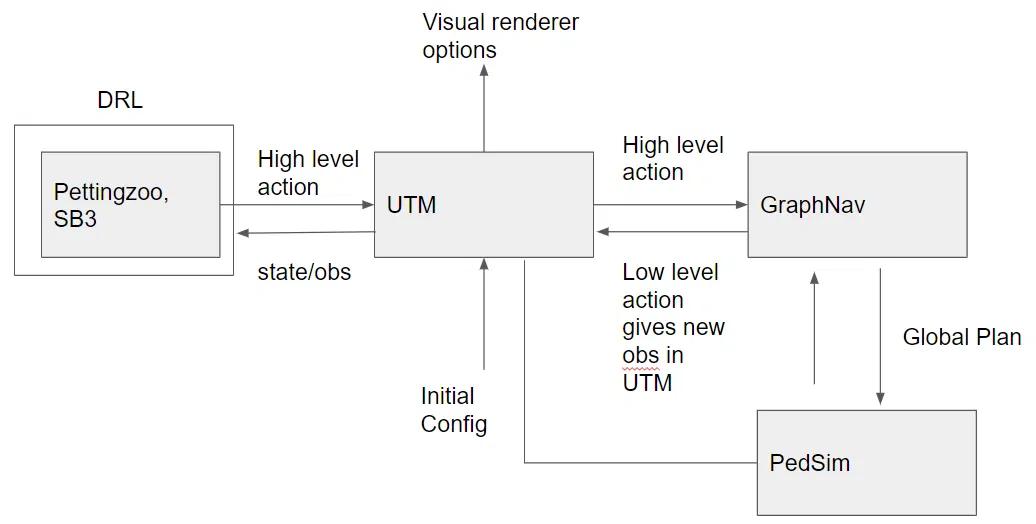 Visual renderer
options
DRL
Pettingzoo,
SB3
High level
action
state/obs
UTM
Initial
Config
High level
action
Low level
action
gives new
obs in
UTM
GraphNav
Global Plan
PedSim